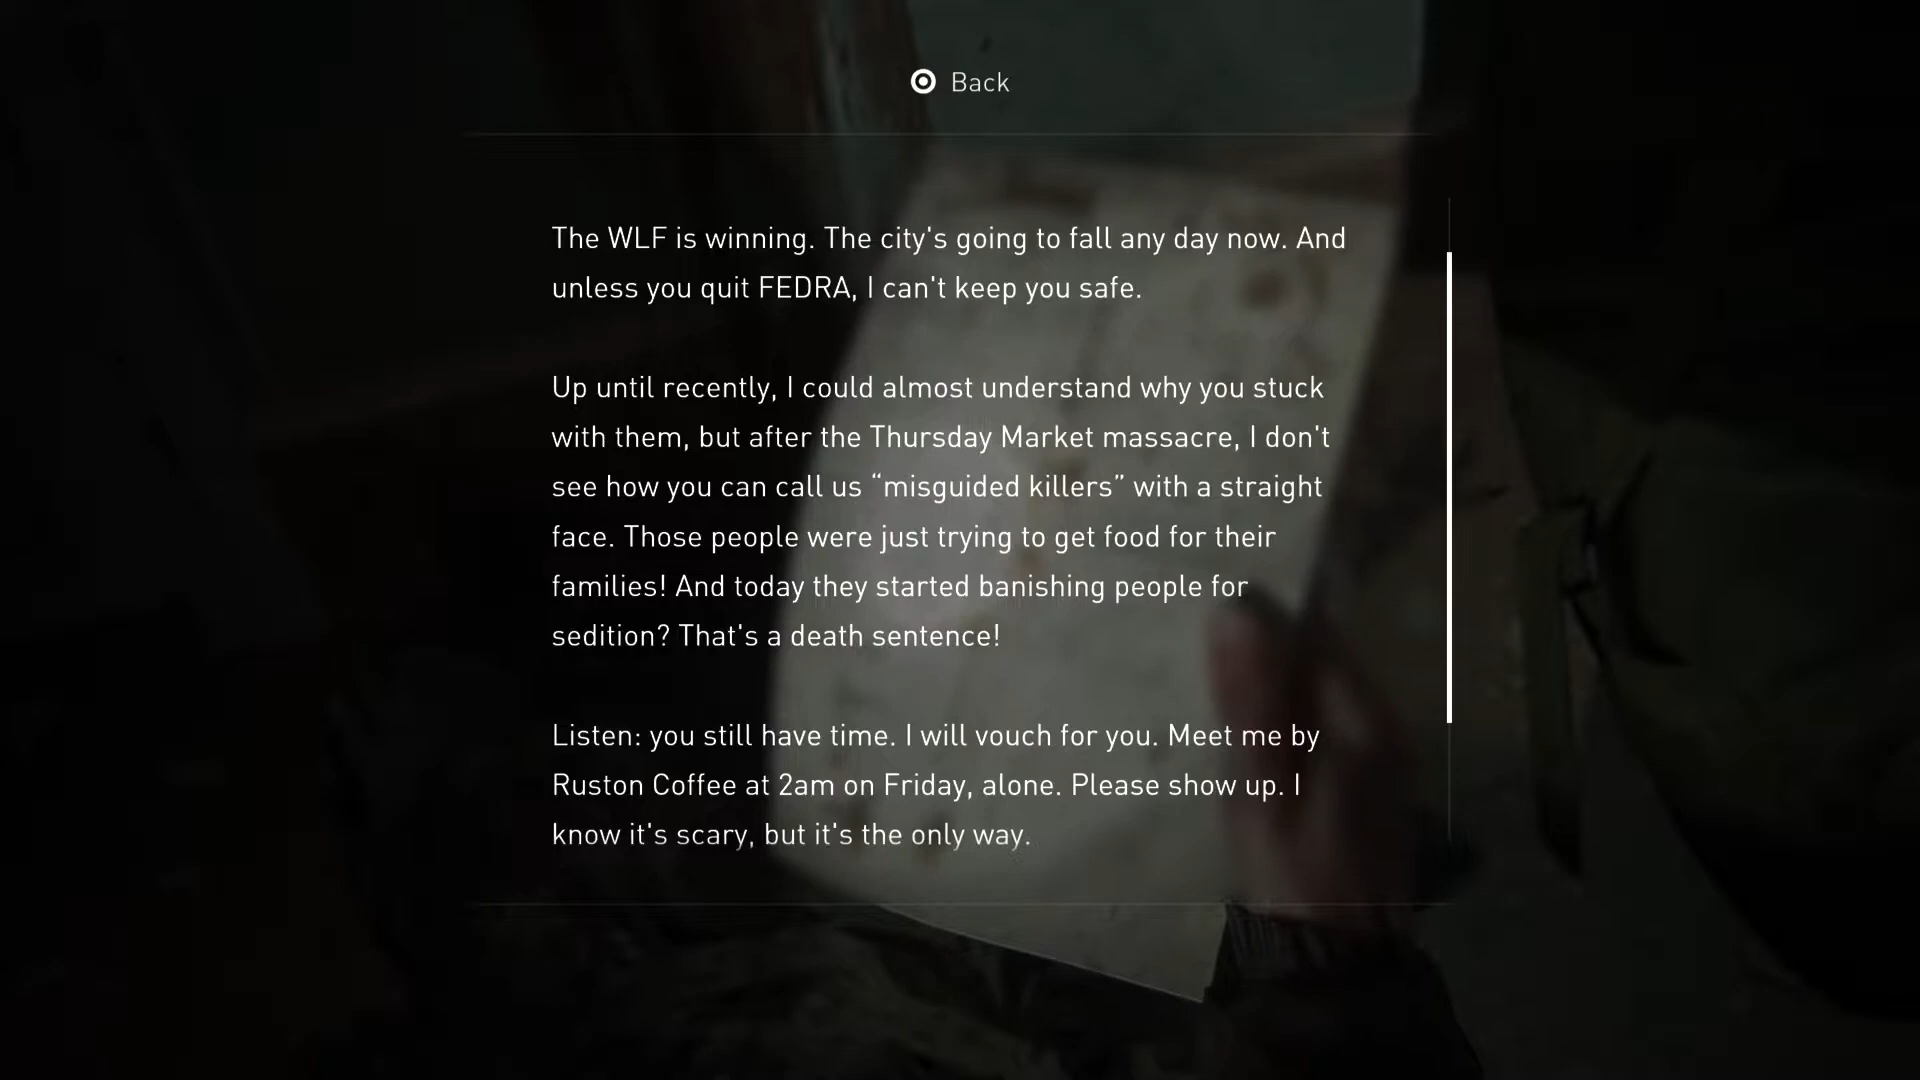 Back
The WLF is winning. The city's going to fall any day now. And
unless you quit FEDRA, I can't keep you safe.
Up until recently, I could almost understand why you stuck
with them, but after the Thursday Market massacre, I don't
see how you can call us “misguided killers” with a straight
face. Those people were just trying to get food for their
families! And today they started banishing people for
sedition? That's a death sentence!
Listen: you still have time. I will vouch for you. Meet me by
Ruston Coffee at 2am on Friday, alone. Please show up. I
know it's scary, but it's the only way.